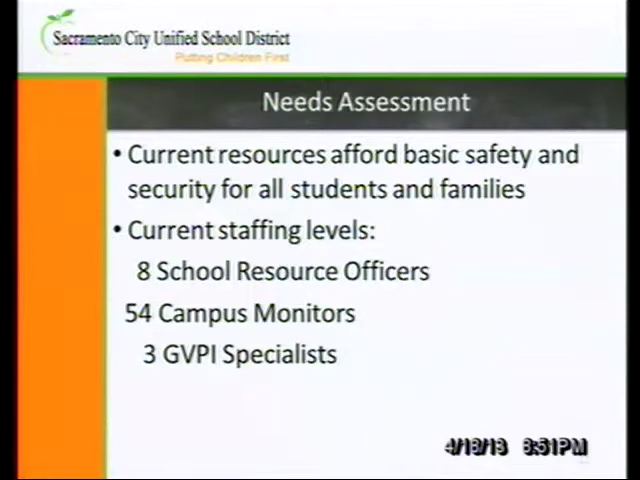 Sacramento City Unified School District
Putting Children First
Needs Assessment
• Current resources afford basic safety and
security for all students and families
• Current staffing levels:
8 School Resource Officers
54 Campus Monitors
3 GVPI Specialists
4/18/13 8:51PM